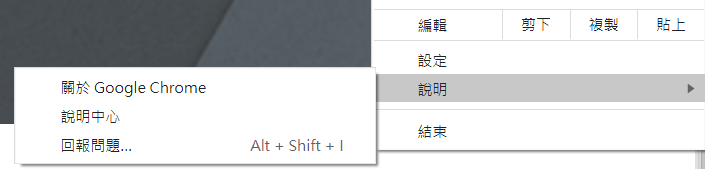 編輯 剪下 複製 貼上
設定
說明
結束
關於 Google Chrome
說明中心
回報問題... Alt + Shift + I